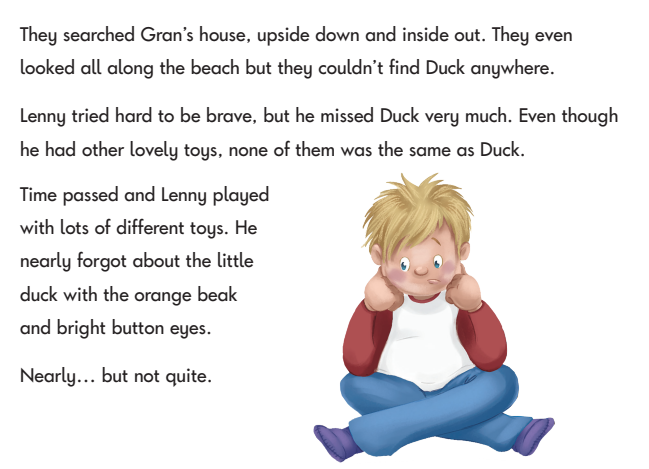 They searched Gran’s house, upside down and inside out. They even
looked all along the beach but they couldn’t find Duck anywhere.
Lenny tried hard to be brave, but he missed Duck very much. Even though
he had other lovely toys, none of them was the same as Duck.
Time passed and Lenny played
with lots of different toys. He
nearly forgot about the little
duck with the orange beak
and bright button eyes.
Nearly… but not quite.